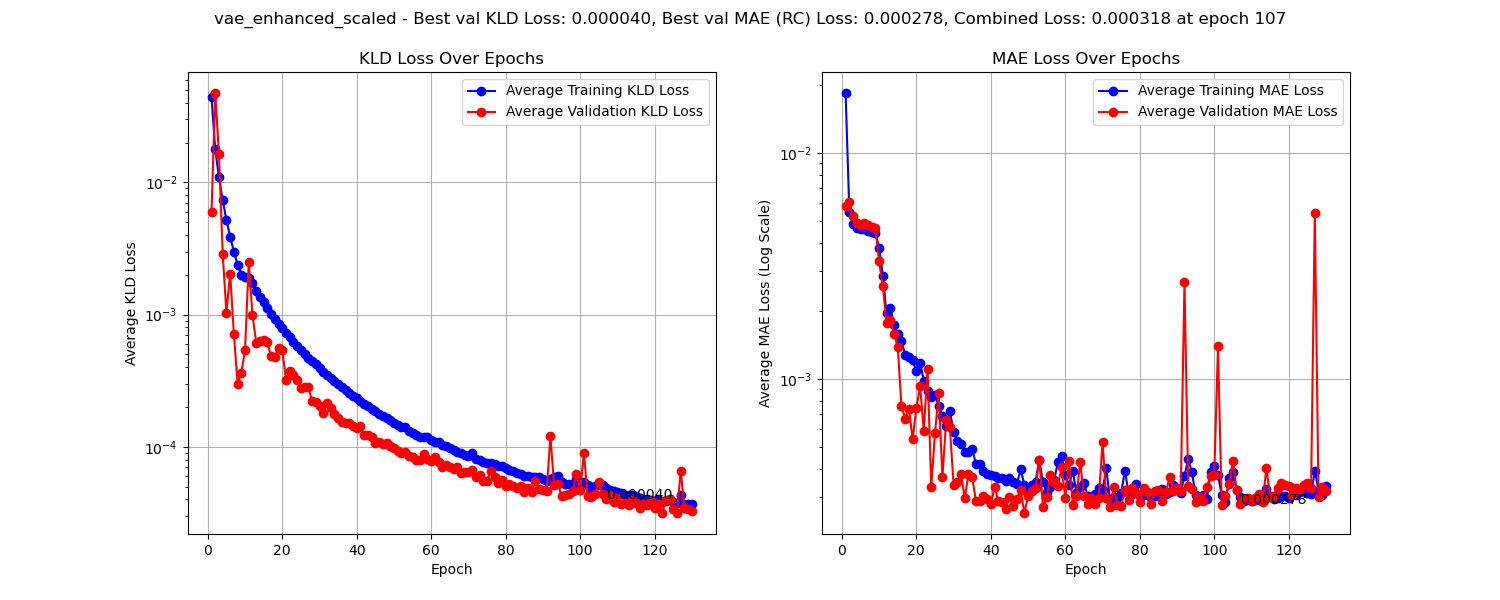 vae_enhanced_scaled - Best val KLD Loss: 0.000040, Best val MAE (RC) Loss: 0.000278, Combined Loss: 0.000318 at epoch 107
KLD Loss Over Epochs
Average Training KLD Loss
Average Validation KLD Loss
Average KLD Loss
10⁻²
10⁻³
10⁻⁴
0.000040
0 20 40 60 80 100 120
Epoch
MAE Loss Over Epochs
Average Training MAE Loss
Average Validation MAE Loss
Average MAE Loss (Log Scale)
10⁻²
10⁻³
0.000278
0 20 40 60 80 100 120
Epoch